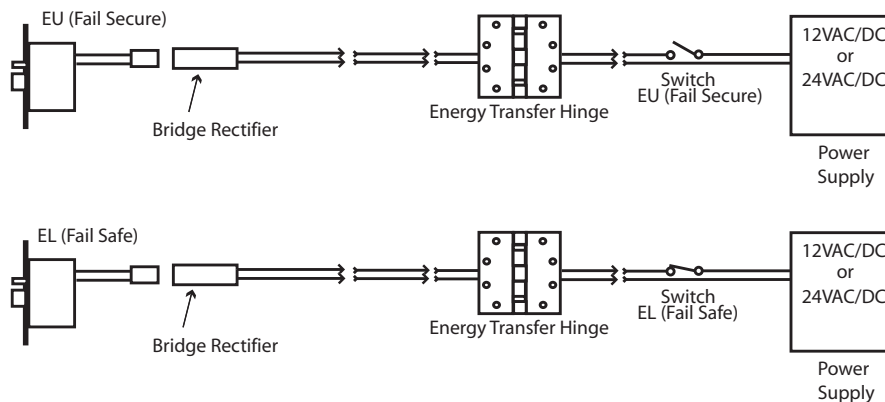 EU (Fail Secure)
Bridge Rectifier
Energy Transfer Hinge
Switch
EU (Fail Secure)
12VAC/DC
or
24VAC/DC
Power
Supply
EL (Fail Safe)
Bridge Rectifier
Energy Transfer Hinge
Switch
EL (Fail Safe)
12VAC/DC
or
24VAC/DC
Power
Supply